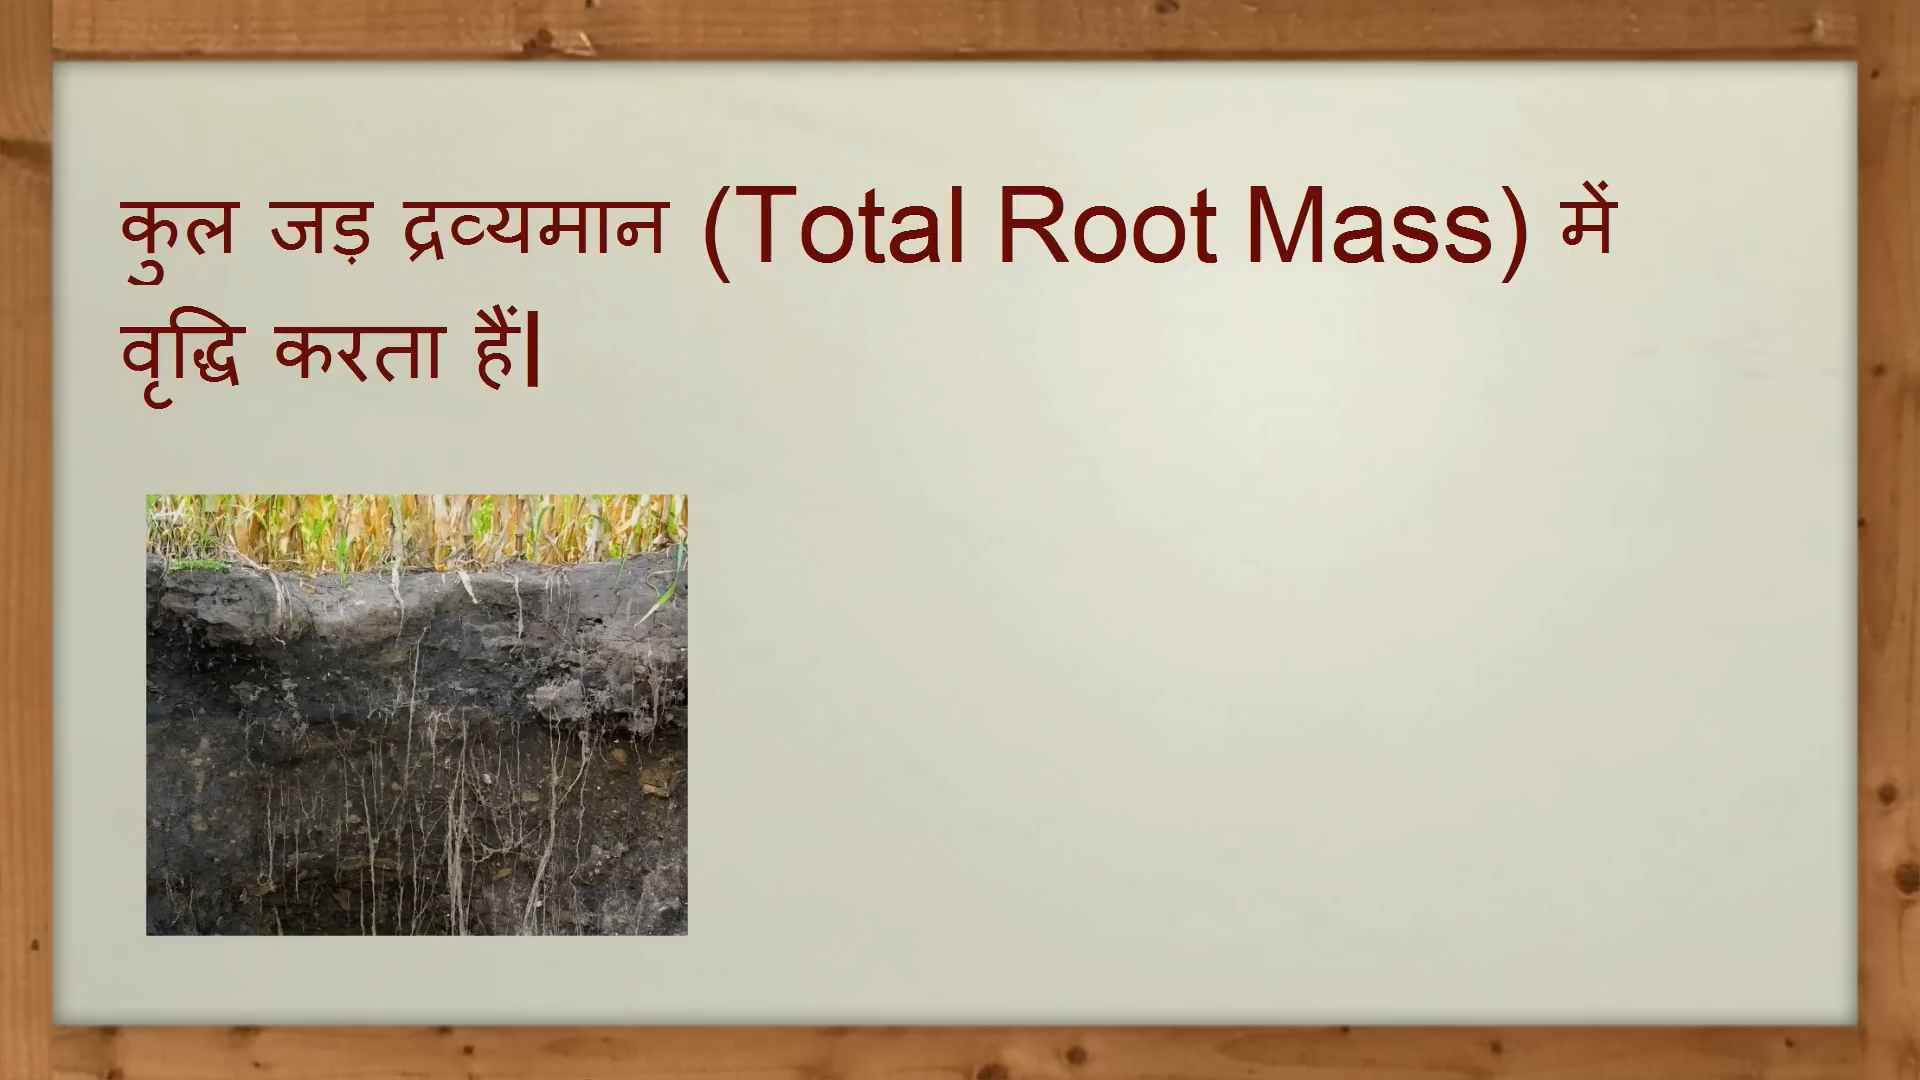 कुल जड़ द्रव्यमान (Total Root Mass) में
वृद्धि करता हैं|